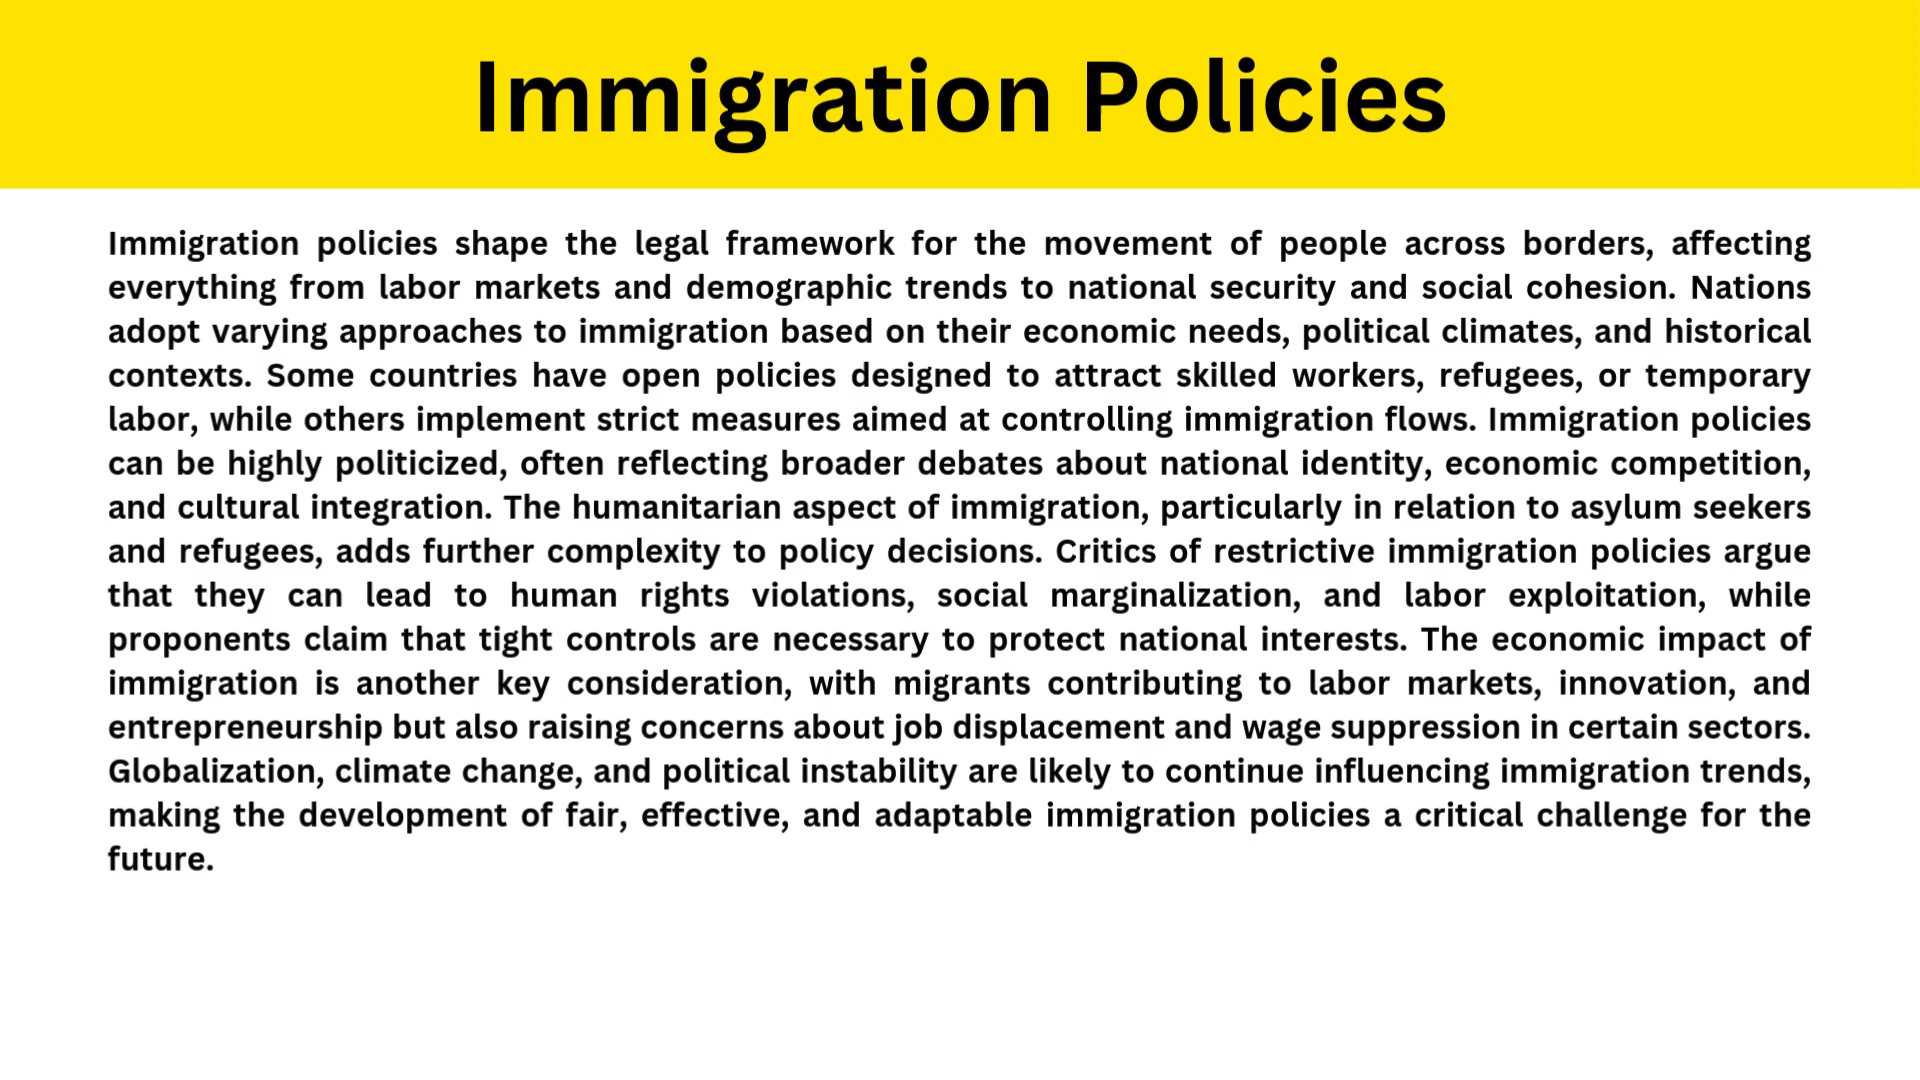 Immigration Policies
Immigration policies shape the legal framework for the movement of people across borders, affecting
everything from labor markets and demographic trends to national security and social cohesion. Nations
adopt varying approaches to immigration based on their economic needs, political climates, and historical
contexts. Some countries have open policies designed to attract skilled workers, refugees, or temporary
labor, while others implement strict measures aimed at controlling immigration flows. Immigration policies
can be highly politicized, often reflecting broader debates about national identity, economic competition,
and cultural integration. The humanitarian aspect of immigration, particularly in relation to asylum seekers
and refugees, adds further complexity to policy decisions. Critics of restrictive immigration policies argue
that they can lead to human rights violations, social marginalization, and labor exploitation, while
proponents claim that tight controls are necessary to protect national interests. The economic impact of
immigration is another key consideration, with migrants contributing to labor markets, innovation, and
entrepreneurship but also raising concerns about job displacement and wage suppression in certain sectors.
Globalization, climate change, and political instability are likely to continue influencing immigration trends,
making the development of fair, effective, and adaptable immigration policies a critical challenge for the
future.